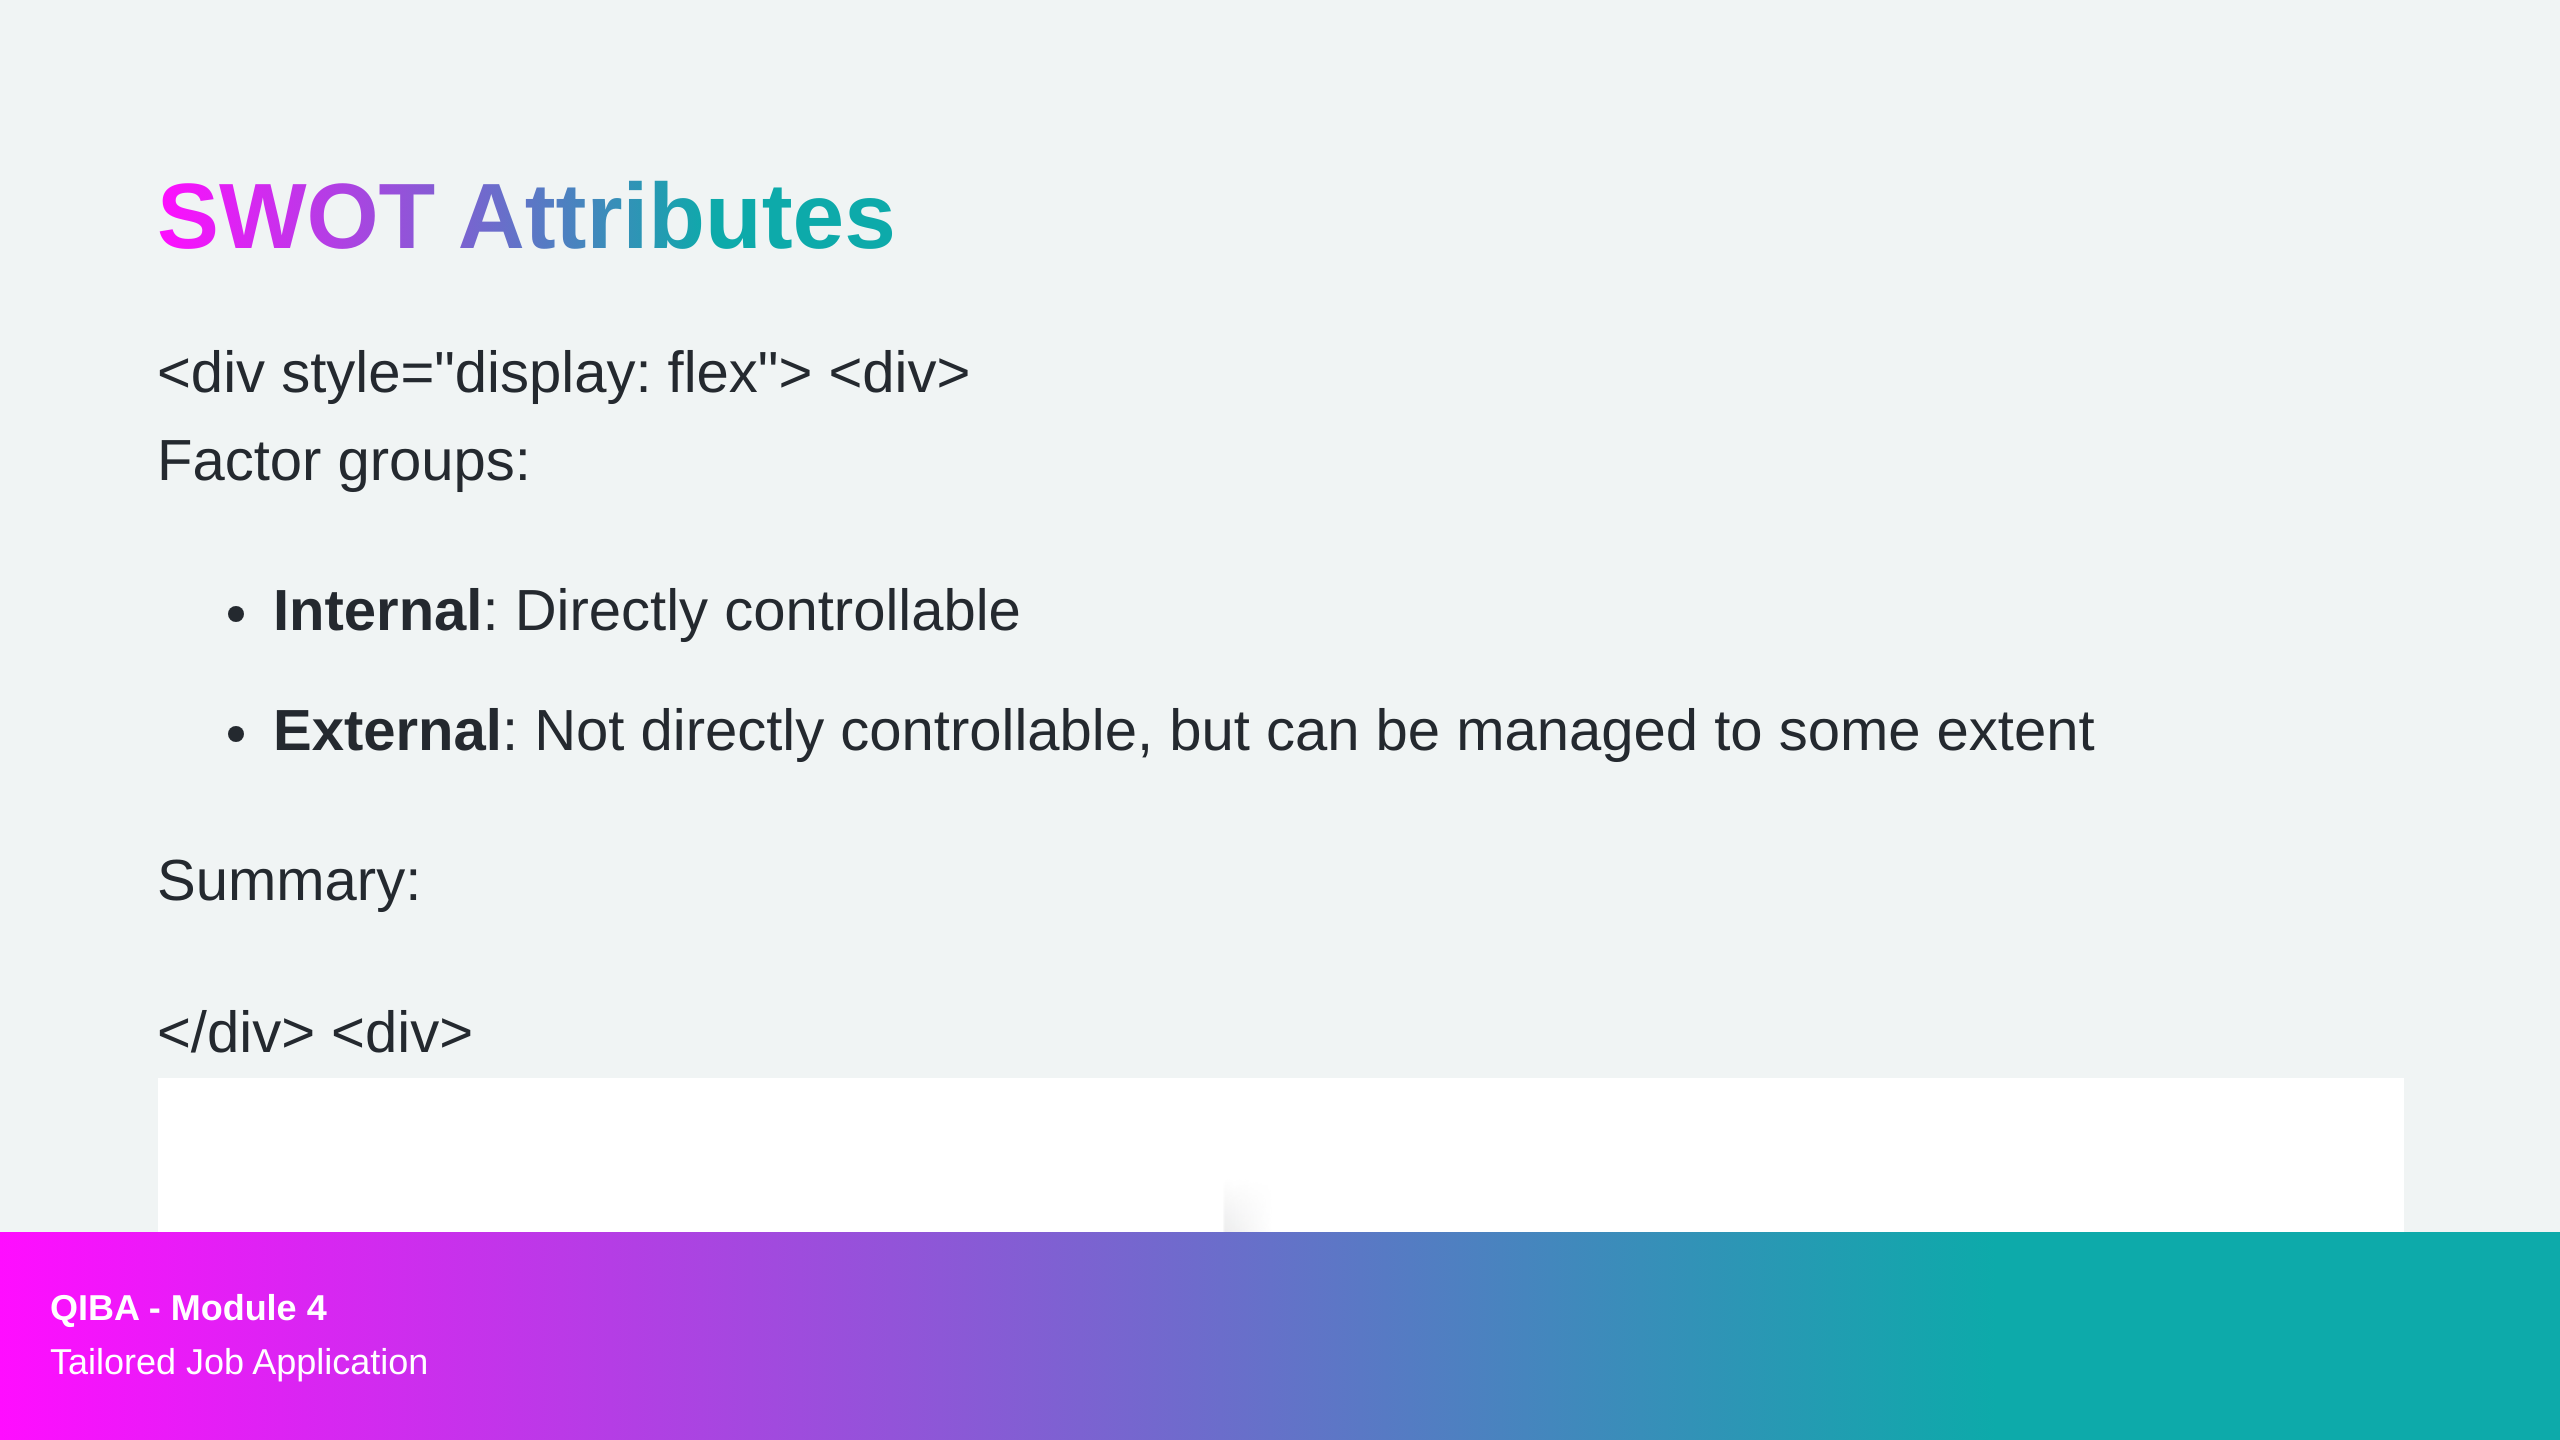 SWOT Attributes
<div style="display: flex"> <div>
Factor groups:
• Internal: Directly controllable
• External: Not directly controllable, but can be managed to some extent
Summary:
</div> <div>
QIBA - Module 4
Tailored Job Application